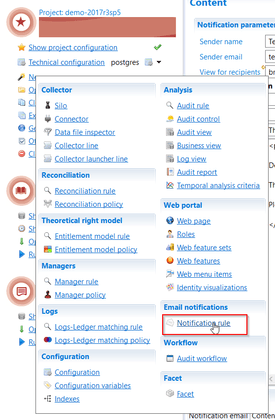 Content
Project: demo-2017r3sp5
Notification parameter
Sender name
Sender email
View for recipients
Show project configuration
Technical configuration
postgres
Collector
Silo
Connector
Data file inspector
Collector line
Collector launcher line
Reconciliation
Reconciliation rule
Reconciliation policy
Theoretical right model
Entitlement model rule
Entitlement model policy
Managers
Manager rule
Manager policy
Logs
Logs-Ledger matching rule
Logs-Ledger matching policy
Configuration
Configuration
Configuration variables
Indexes
Analysis
Audit rule
Audit control
Audit view
Business view
Log view
Audit report
Temporal analysis criteria
Web portal
Web page
Roles
Web feature sets
Web features
Web menu items
Identity visualizations
Email notifications
Notification rule
Workflow
Audit workflow
Facet
Facet
Notification
Content